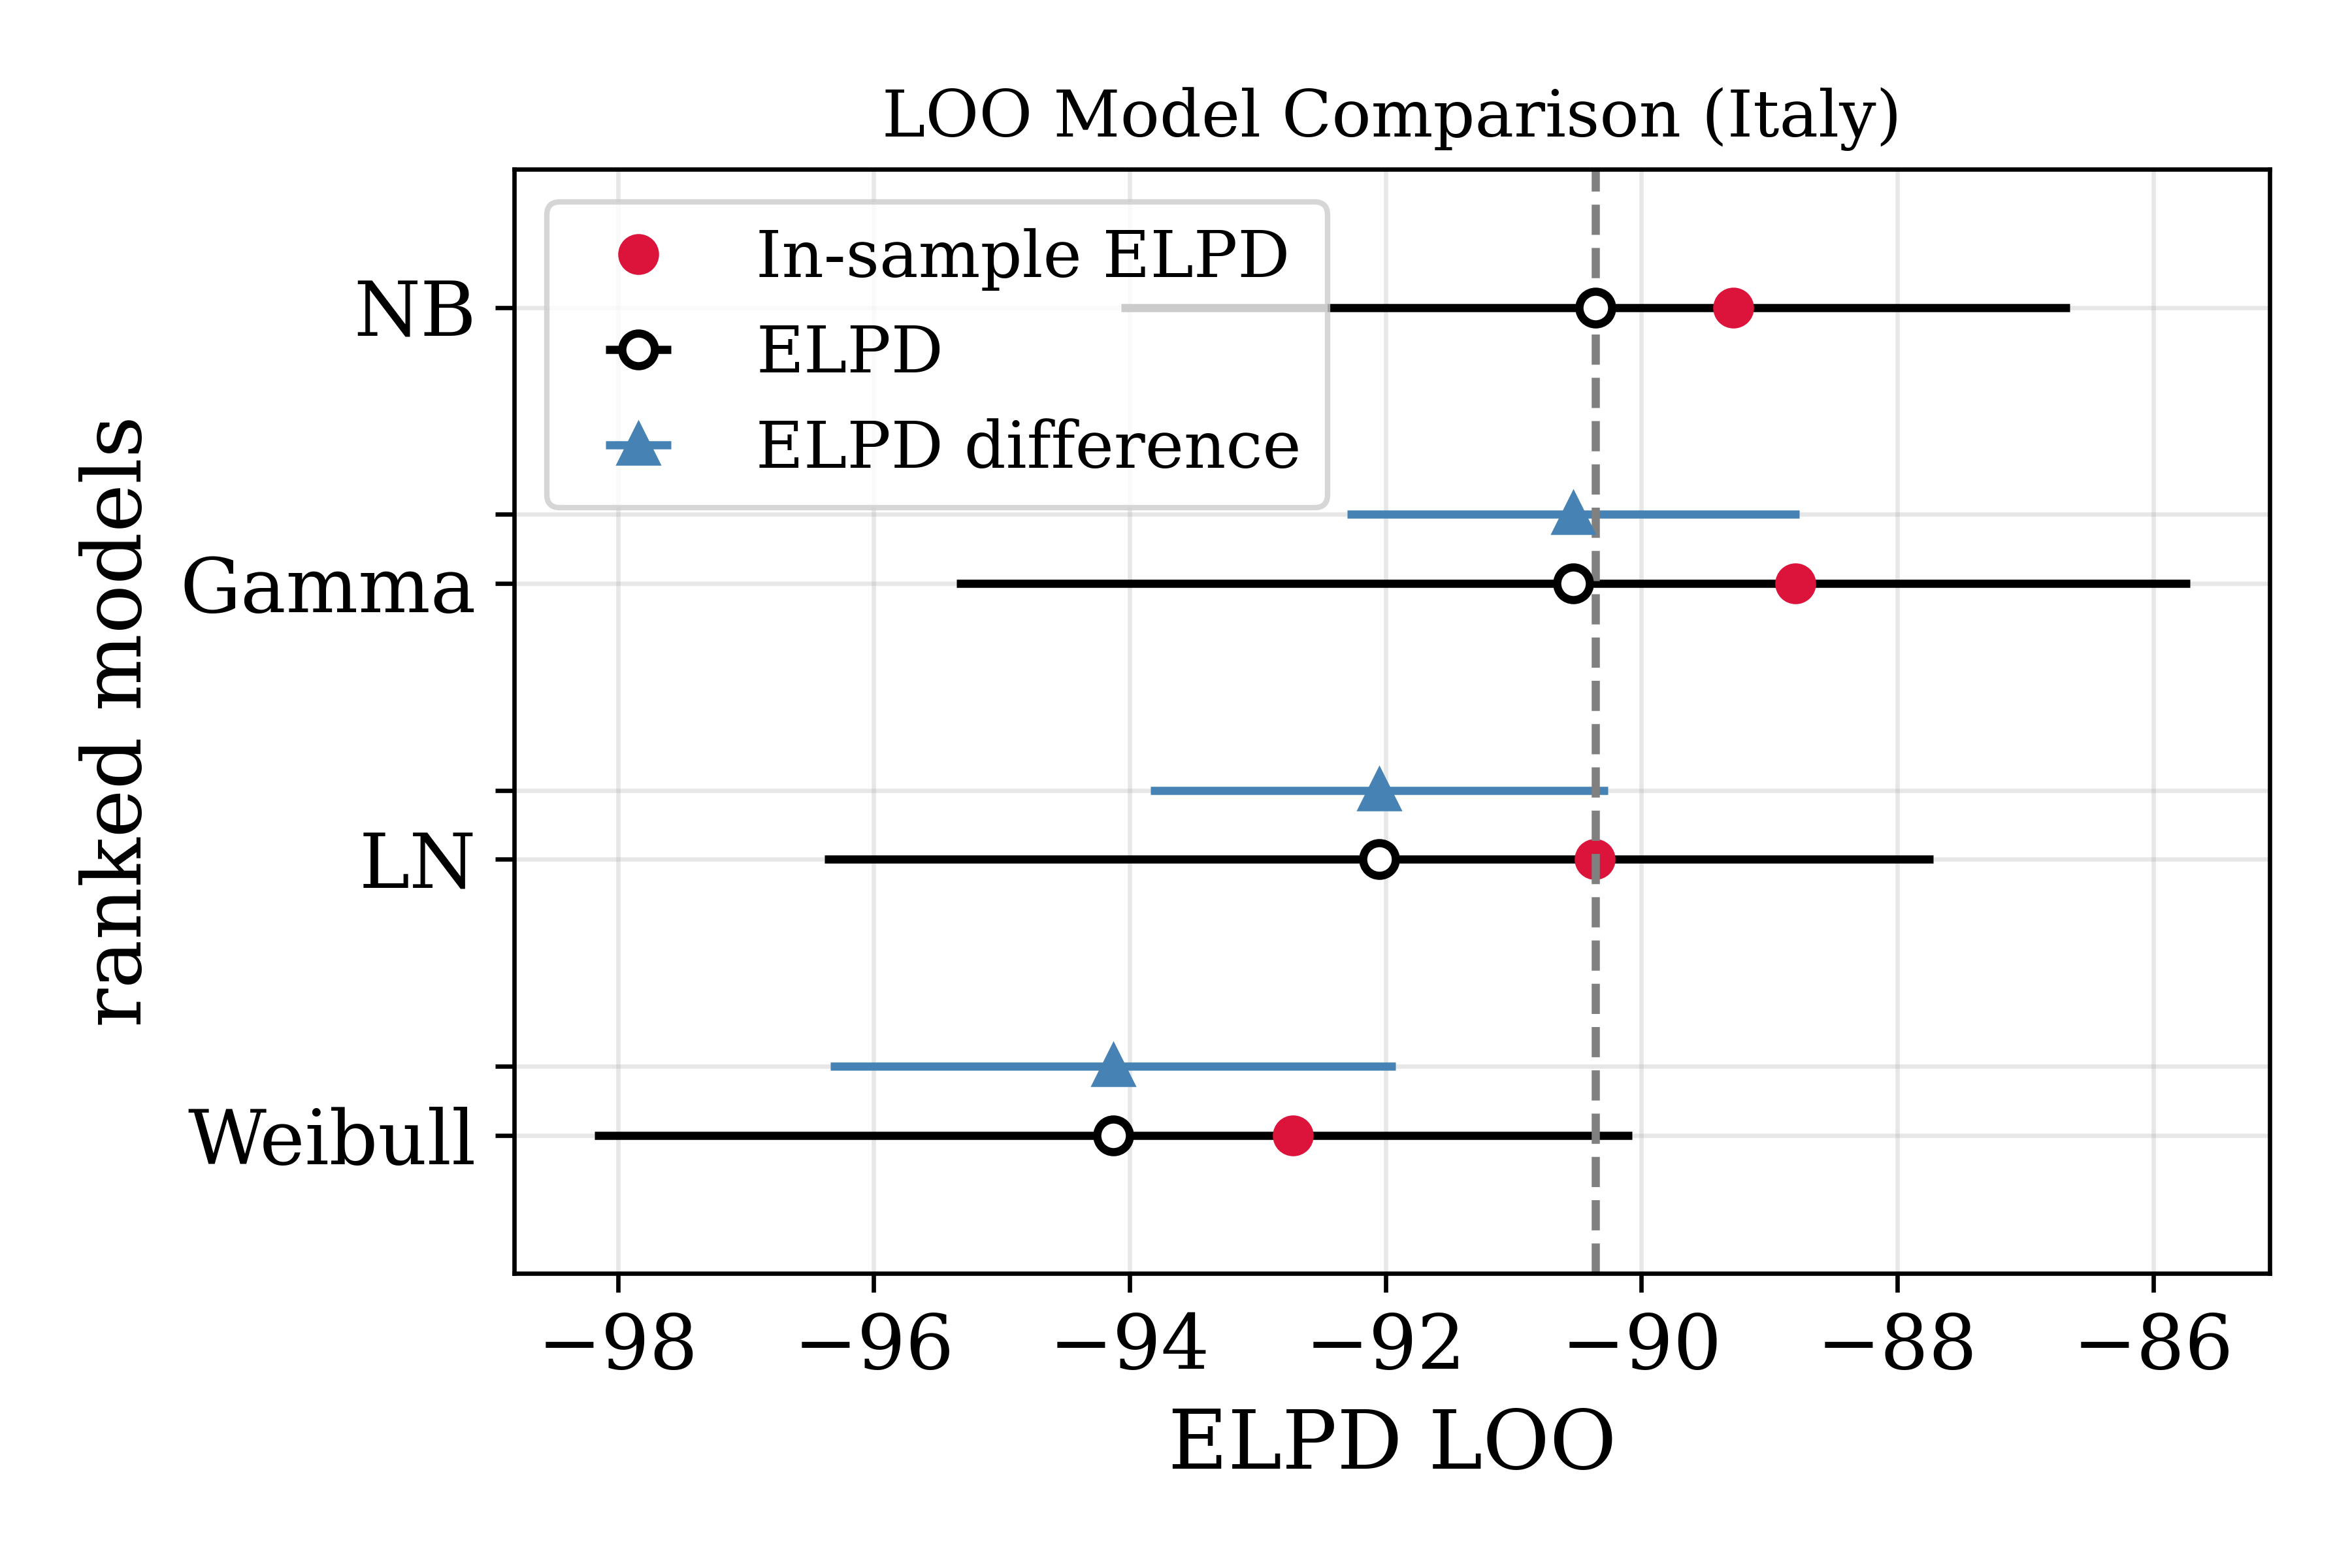 LOO Model Comparison (Italy)
In-sample ELPD
ELPD
ELPD difference
NB
Gamma
LN
Weibull
ranked models
−98 −96 −94 −92 −90 −88 −86
ELPD LOO